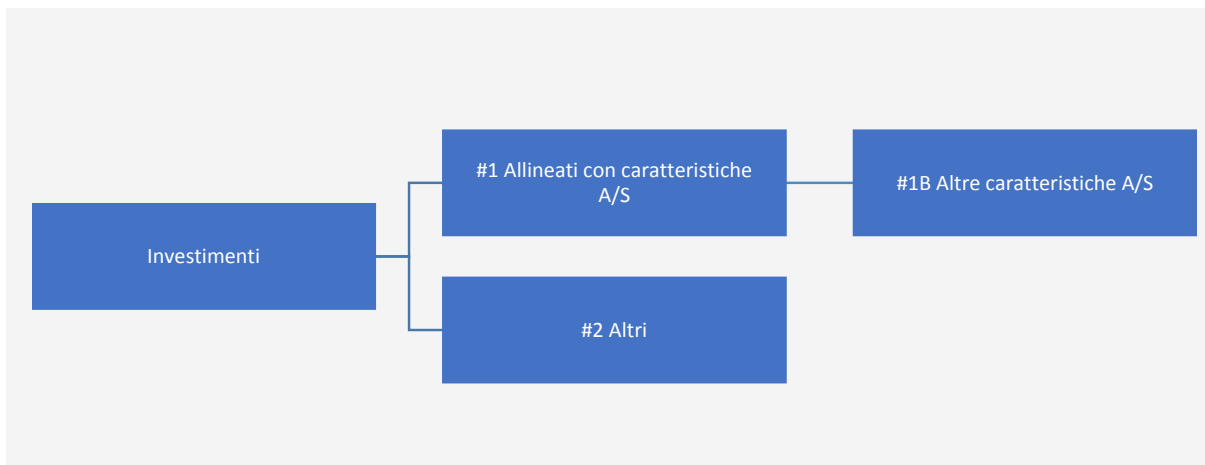 Investimenti
#1 Allineati con caratteristiche
A/S
#1B Altre caratteristiche A/S
#2 Altri